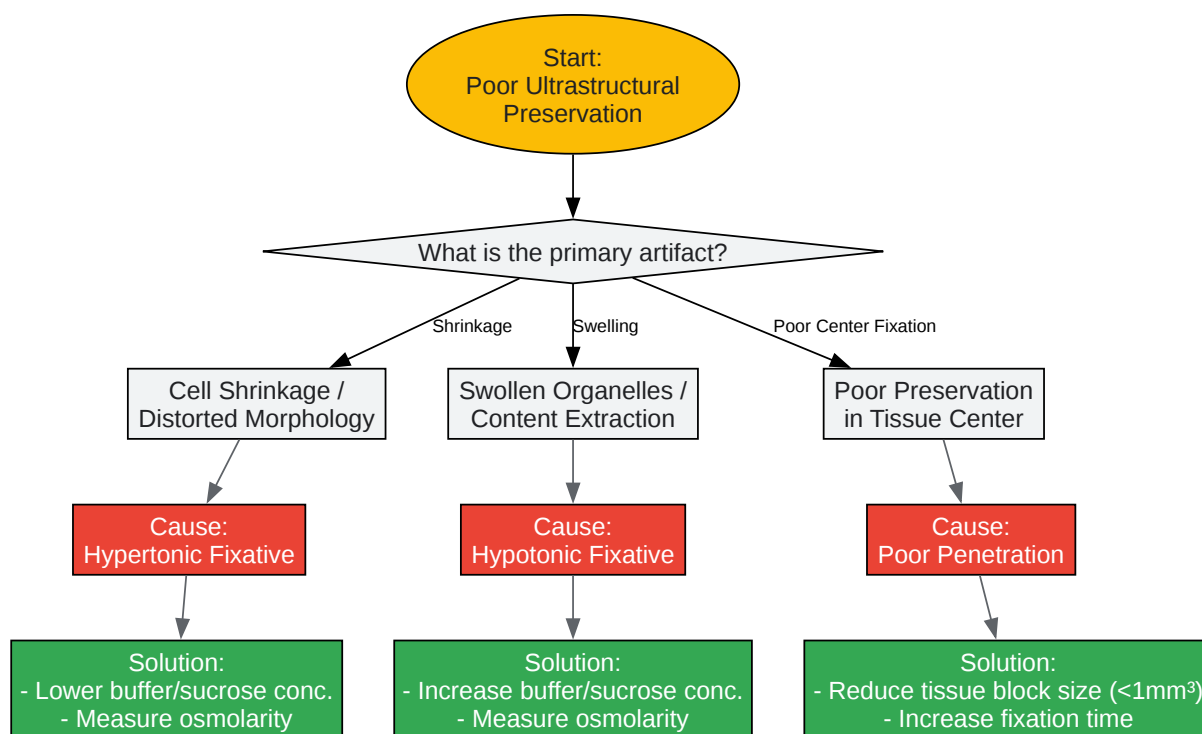 Start:
Poor Ultrastructural
Preservation
What is the primary artifact?
Shrinkage
Swelling
Poor Center Fixation
Cell Shrinkage /
Distorted Morphology
Swollen Organelles /
Content Extraction
Poor Preservation
in Tissue Center
Cause:
Hypertonic Fixative
Cause:
Hypotonic Fixative
Cause:
Poor Penetration
Solution:
- Lower buffer/sucrose conc.
- Measure osmolarity
Solution:
- Increase buffer/sucrose conc.
- Measure osmolarity
Solution:
- Reduce tissue block size (<1mm³)
- Increase fixation time